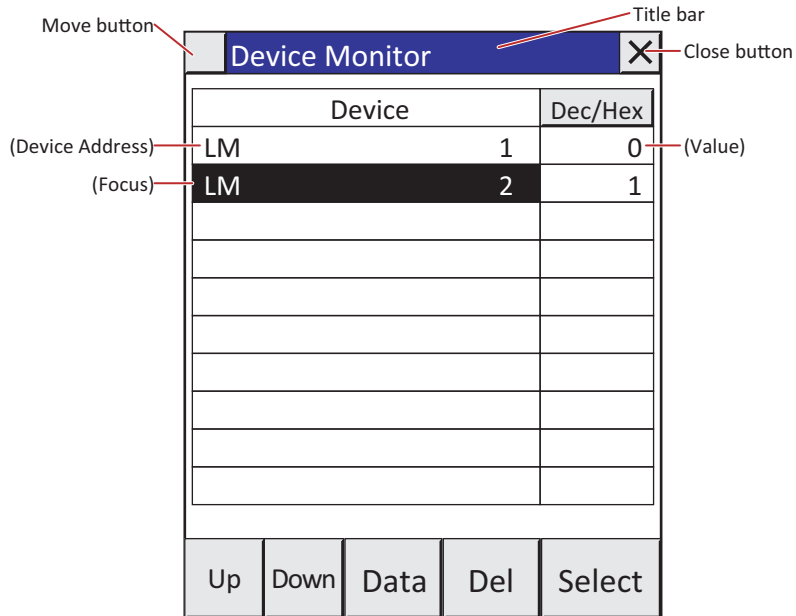 Move button
Title bar
Device Monitor
Close button
Device Dec/Hex
(Device Address) LM 1 0 (Value)
(Focus) LM 2 1
Up Down Data Del Select